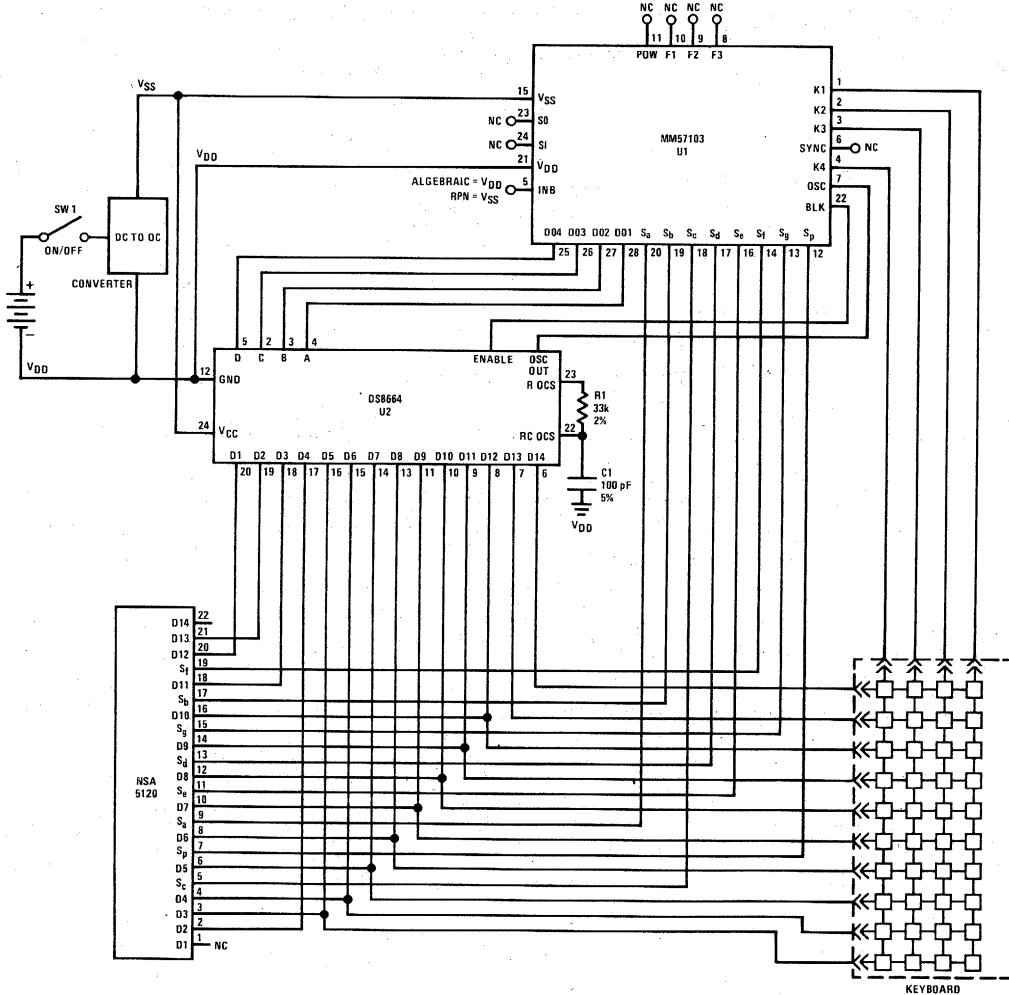 NC NC NC NC
11 10 9 8
POW F1 F2 F3
VSS
15 VSS
NC 23 S0
NC 24 SI
VDD
21 VDD
ALGEBRAIC = VDD
RPN = VSS
5 INB
MM57103
U1
K1 1
K2 2
K3 3
SYNC 6 NC
K4 4
OSC 7
BLK 22
DO4 DO3 DO2 DO1 Sa Sb Sc Sd Se Sf Sg Sp
25 26 27 28 20 19 18 17 16 14 13 12
SW1
ON/OFF
DC TO OC
CONVERTER
+
−
VDD
5 2 3 4
D C B A
ENABLE
OSC
OUT
12 GND
R OCS 23
DS8664
U2
R1
33k
2%
24 VCC
RC OCS 22
C1
100 pF
5%
VDD
D1 D2 D3 D4 D5 D6 D7 D8 D9 D10 D11 D12 D13 D14
20 19 18 17 16 15 14 13 11 10 9 8 7 6
NSA
5120
D14 22
D13 21
D12 20
Sf 19
D11 18
Sb 17
D10 16
Sg 15
D9 14
Sd 13
D8 12
Se 11
D7 10
Sa 9
D6 8
Sp 7
D5 6
Sc 5
D4 4
D3 3
D2 2
D1 1 NC
KEYBOARD